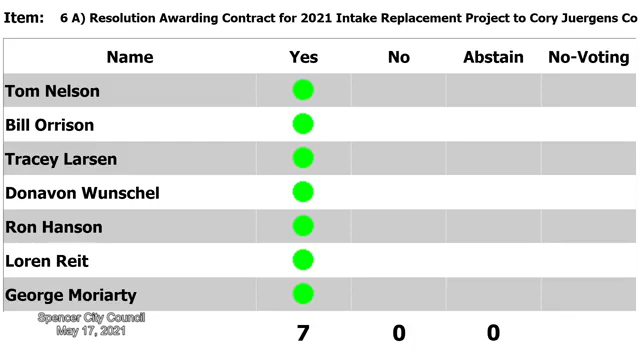 Item: 6 A) Resolution Awarding Contract for 2021 Intake Replacement Project to Cory Juergens Co
Name Yes No Abstain No-Voting
Tom Nelson
Bill Orrison
Tracey Larsen
Donavon Wunschel
Ron Hanson
Loren Reit
George Moriarty
Spencer City Council
May 17, 2021
7 0 0